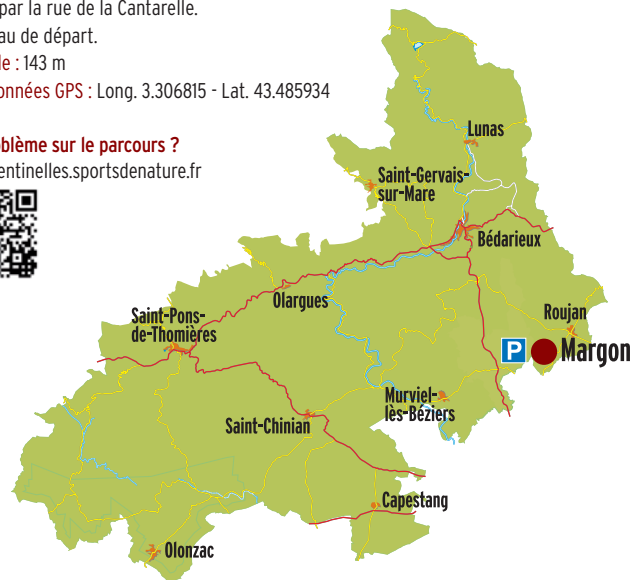 par la rue de la Cantarelle.
au de départ.
le : 143 m
onnées GPS : Long. 3.306815 - Lat. 43.485934
oblème sur le parcours ?
entinelles.sportsdenature.fr
Lunas
Saint-Gervais-
sur-Mare
Bédarieux
Olargues
Roujan
Saint-Pons-
de-Thomières
P
Margon
Murviel-
lès-Béziers
Saint-Chinian
Capestang
Olonzac